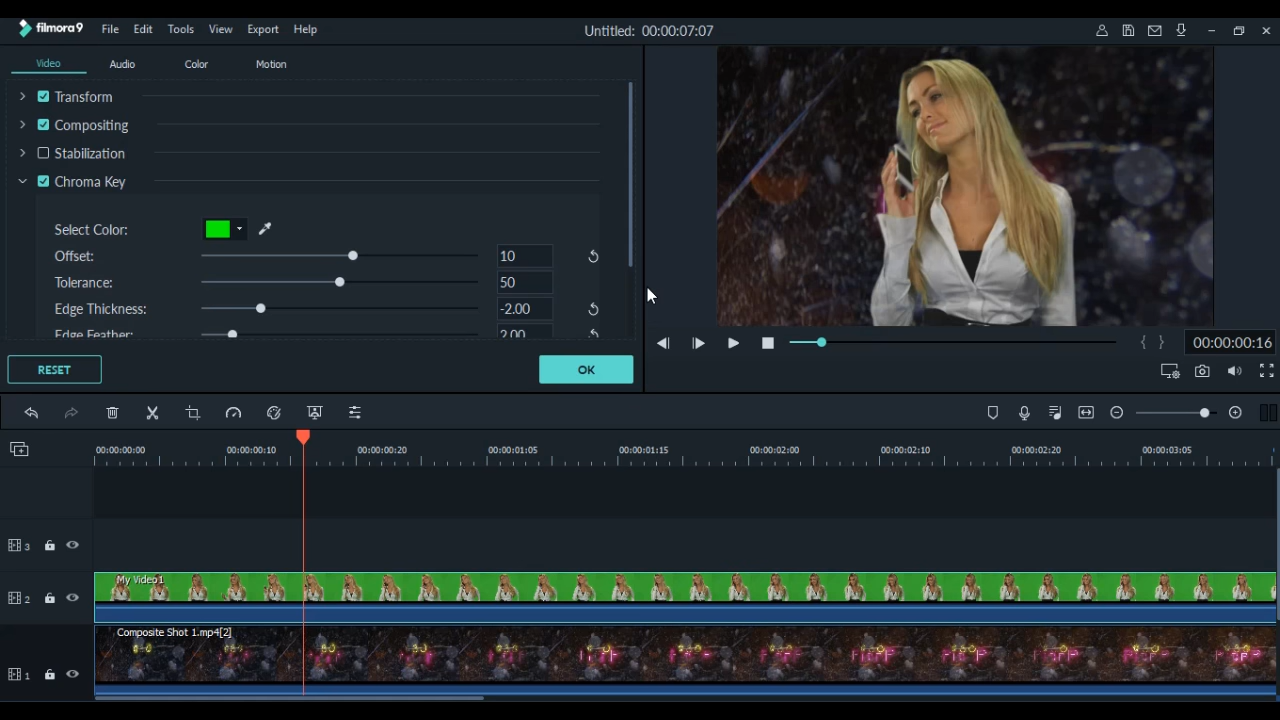 filmora9 File Edit Tools View Export Help Untitled: 00:00:07:07
Video Audio Color Motion
Transform
Compositing
Stabilization
Chroma Key
Select Color:
Offset: 10
Tolerance: 50
Edge Thickness: -2.00
Edge Feather: 2.00
RESET OK
00:00:00:16
00:00:00:00 00:00:00:10 00:00:00:20 00:00:01:05 00:00:01:15 00:00:02:00 00:00:02:10 00:00:02:20 00:00:03:05
3
My Video1
2
Composite Shot 1.mp4[2]
1